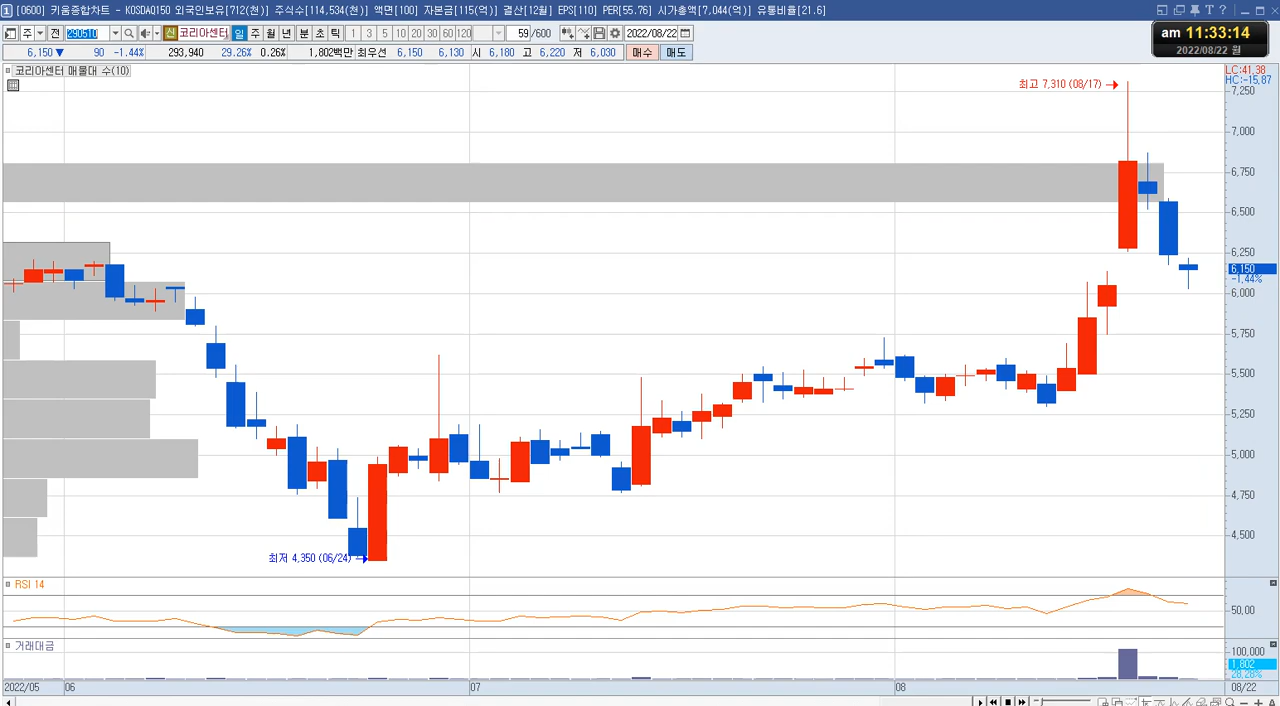 [0600] 키움종합차트 - KOSDAQ150 외국인보유[712(천)] 주식수[114,534(천)] 액면[100] 자본금[115(억)] 결산[12월] EPS[110] PER[55.76] 시가총액[7,044(억)] 유통비율[21.6]
주 전 290510 신 코리아센터 일 주 월 년 분 초 틱 1 3 5 10 20 30 60 120 59 /600 2022/08/22
am 11:33:14
2022/08/22 월
6,150 ▼ 90 -1.44% 293,940 29.26% 0.26% 1,802백만 최우선 6,150 6,130 시 6,180 고 6,220 저 6,030 매수 매도
코리아센터 매물대 수(10)
LC:41,38
HC:-15,87
최고 7,310 (08/17)
7,250
7,000
6,750
6,500
6,250
6,150
-1,44%
6,000
5,750
5,500
5,250
5,000
4,750
4,500
최저 4,350 (06/24)
RSI 14
50,00
거래대금
100,000
1,802
28,28%
2022/05 06 07 08 08/22